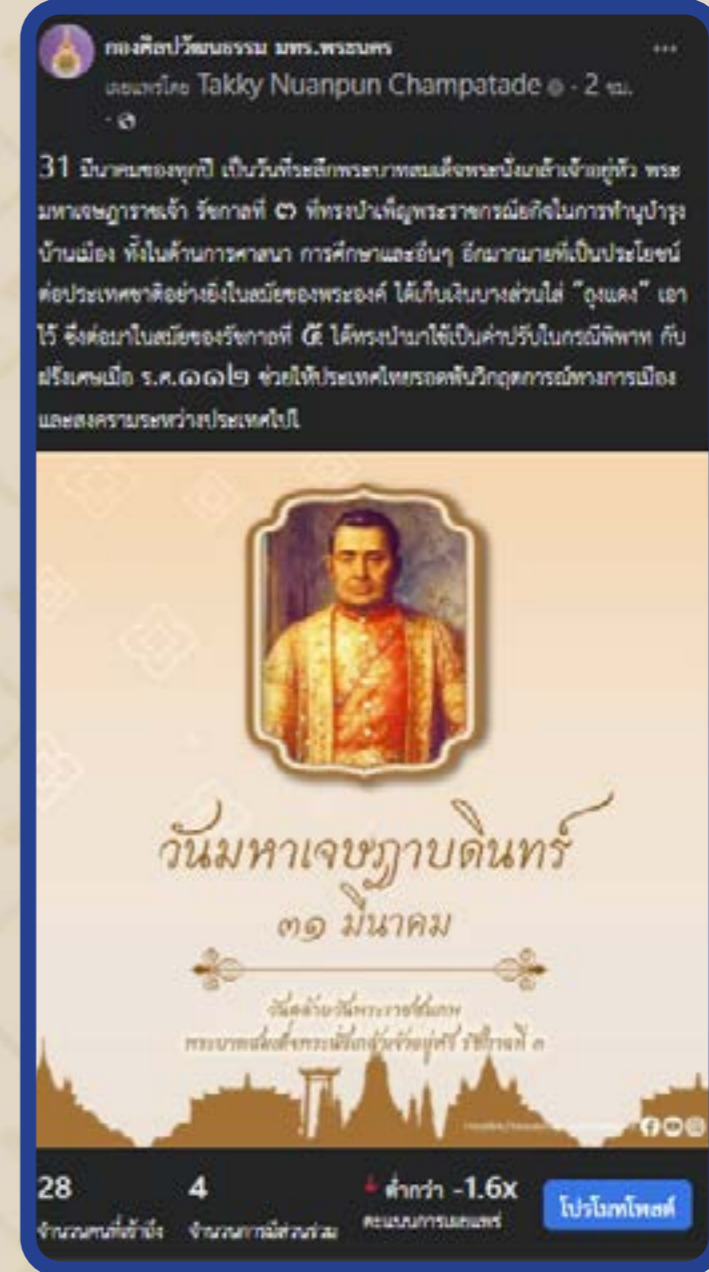 กองศิลปวัฒนธรรม มทร.พระนคร
เผยแพร่โดย Takky Nuanpun Champatade · 2 ชม.
31 มีนาคมของทุกปี เป็นวันที่ระลึกพระบาทสมเด็จพระนั่งเกล้าเจ้าอยู่หัว พระ
มหาเจษฎาราชเจ้า รัชกาลที่ ๓ ที่ทรงบำเพ็ญพระราชกรณียกิจในการทำนุบำรุง
บ้านเมือง ทั้งในด้านการศาสนา การศึกษาและอื่นๆ อีกมากมายที่เป็นประโยชน์
ต่อประเทศชาติอย่างยิ่งในสมัยของพระองค์ ได้เก็บเงินบางส่วนใส่ "ถุงแดง" เอา
ไว้ ซึ่งต่อมาในสมัยของรัชกาลที่ ๕ ได้ทรงนำมาใช้เป็นค่าปรับในกรณีพิพาท กับ
ฝรั่งเศษเมื่อ ร.ศ.๑๑๒ ช่วยให้ประเทศไทยรอดพ้นวิกฤตการณ์ทางการเมือง
และสงครามระหว่างประเทศไปไ
วันมหาเจษฎาบดินทร์
๓๑ มีนาคม
วันคล้ายวันพระราชสมภพ
พระบาทสมเด็จพระนั่งเกล้าเจ้าอยู่หัว รัชกาลที่ ๓
28 4 ต่ำกว่า -1.6x โปรโมทโพสต์
จำนวนคนที่เข้าถึง จำนวนการมีส่วนร่วม คะแนนการเผยแพร่